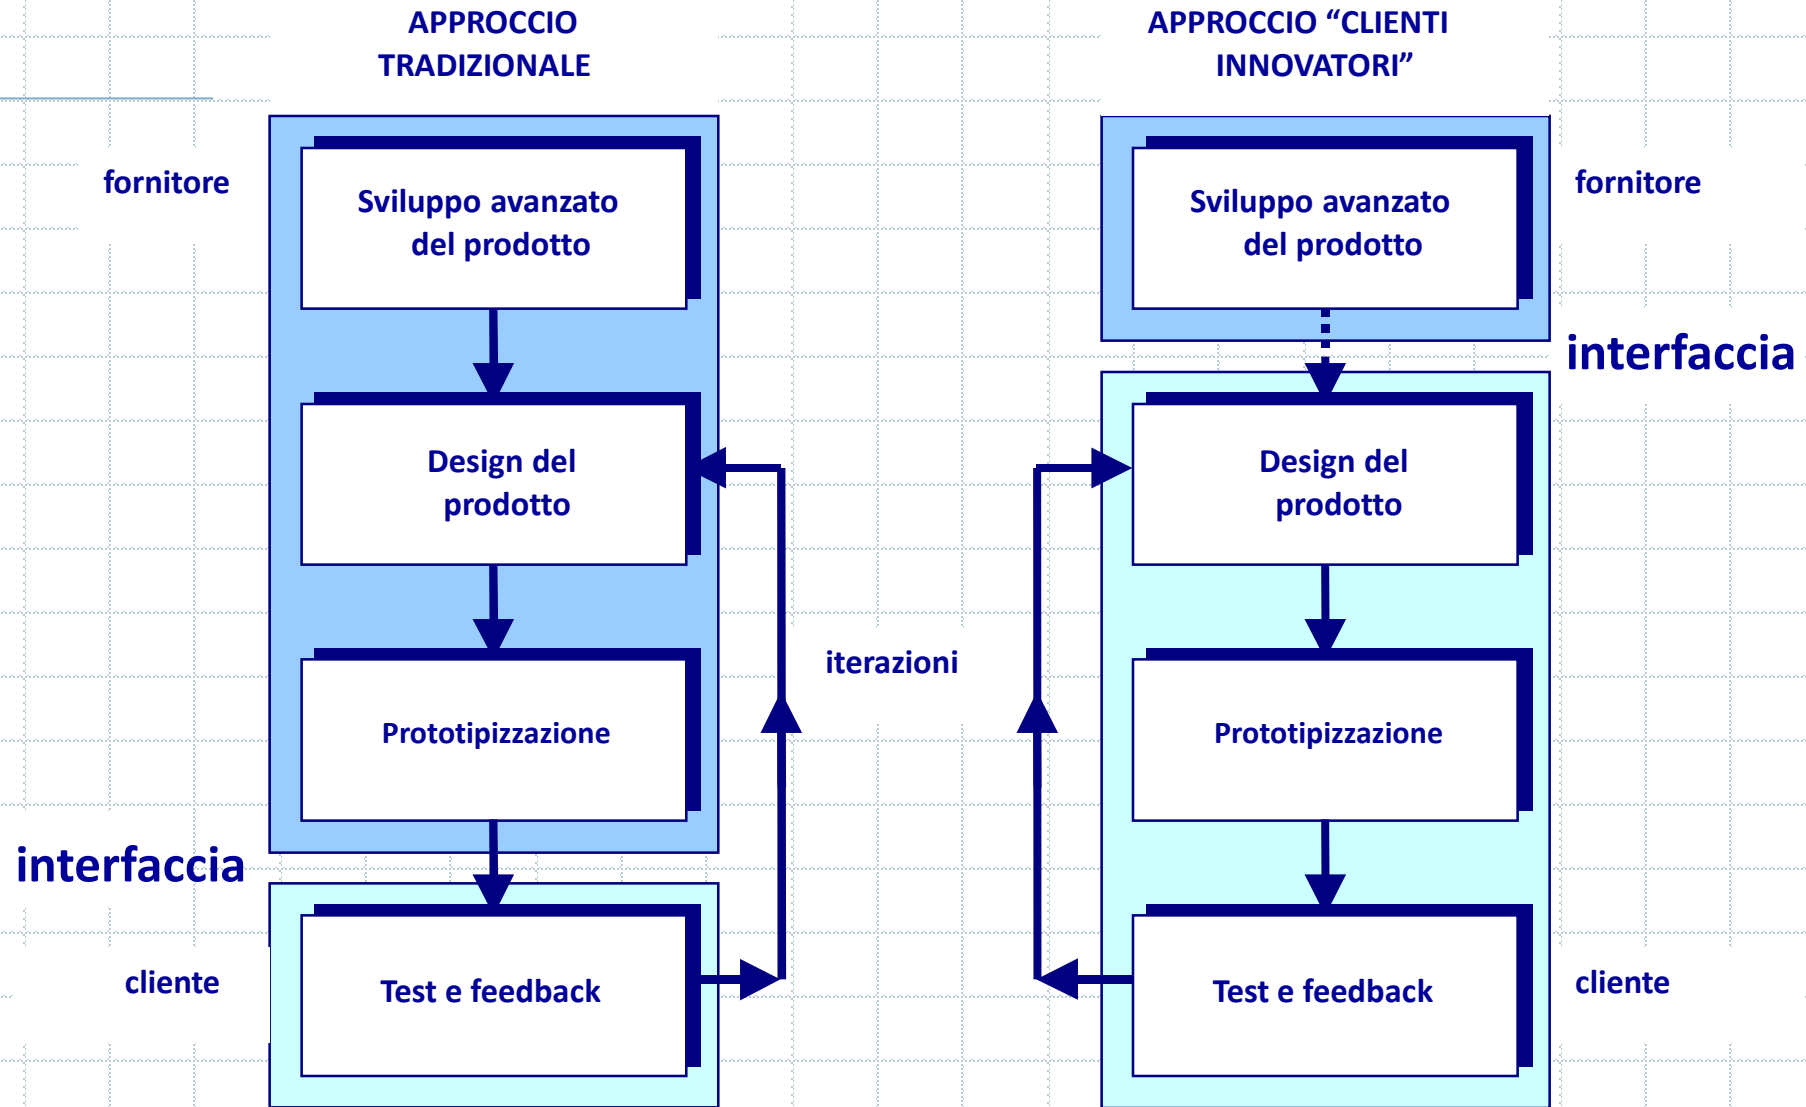 APPROCCIO
TRADIZIONALE
APPROCCIO “CLIENTI
INNOVATORI”
fornitore
Sviluppo avanzato
del prodotto
Sviluppo avanzato
del prodotto
fornitore
interfaccia
Design del
prodotto
Design del
prodotto
iterazioni
Prototipizzazione
Prototipizzazione
interfaccia
cliente
Test e feedback
Test e feedback
cliente